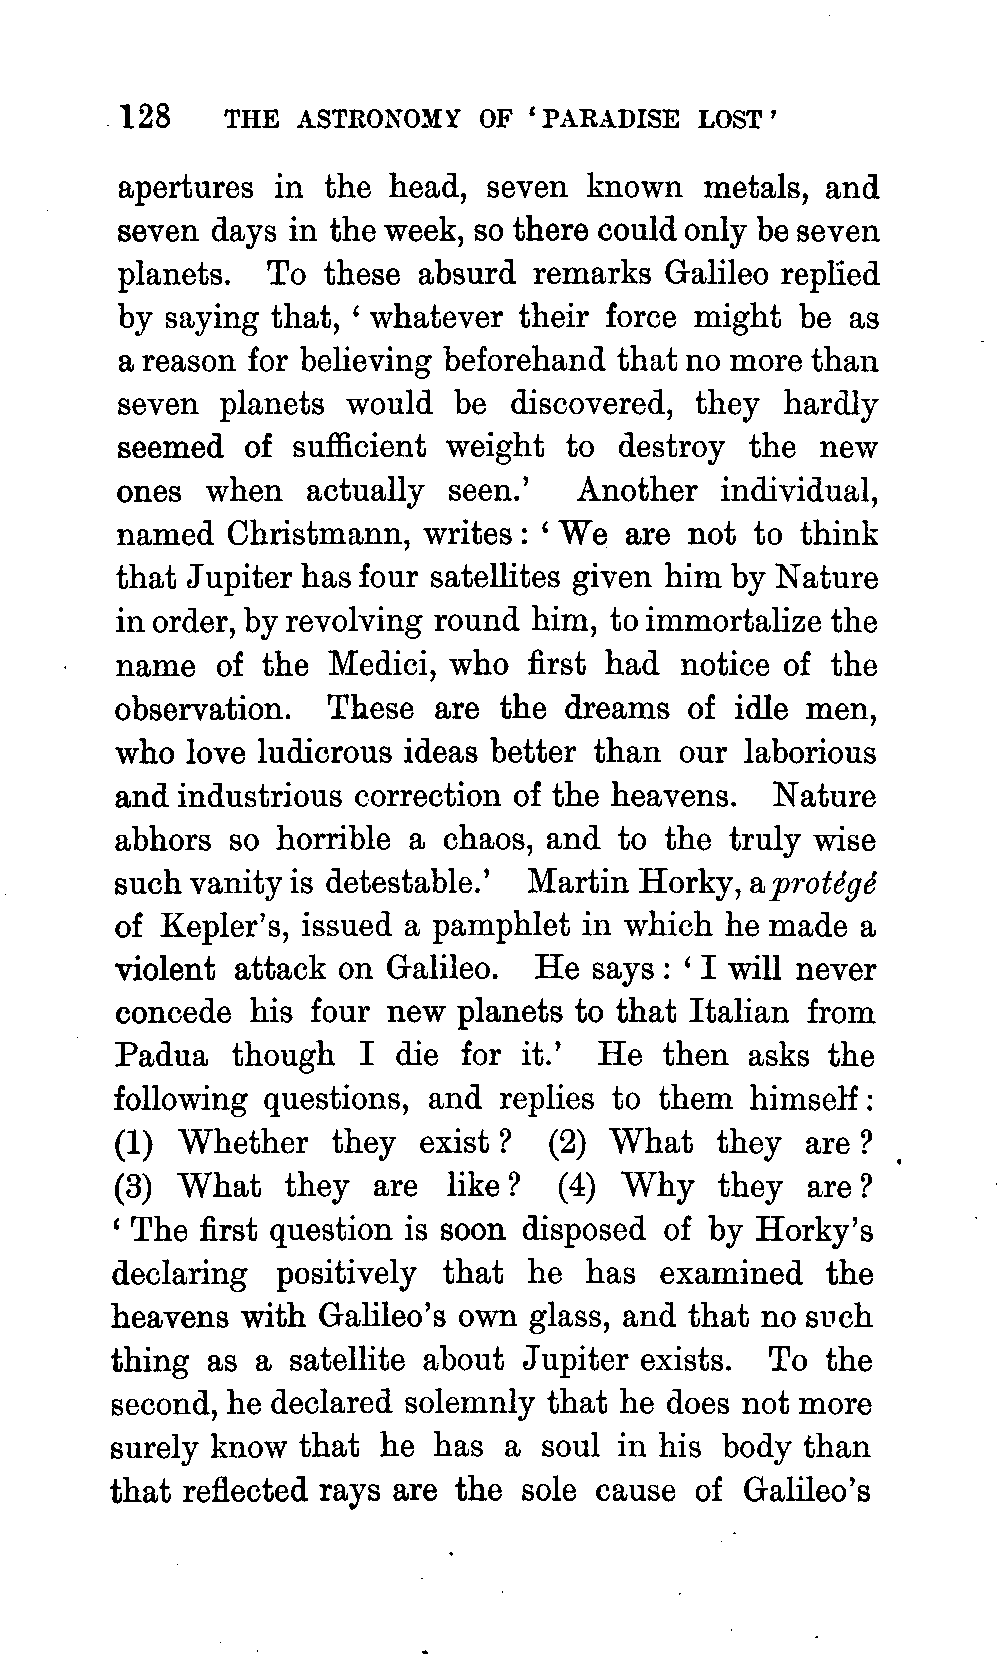 128 THE ASTRONOMY OF ‘PARADISE LOST’
apertures in the head, seven known metals, and
seven days in the week, so there could only be seven
planets. To these absurd remarks Galileo replied
by saying that, ‘ whatever their force might be as
a reason for believing beforehand that no more than
seven planets would be discovered, they hardly
seemed of sufficient weight to destroy the new
ones when actually seen.’ Another individual,
named Christmann, writes : ‘ We are not to think
that Jupiter has four satellites given him by Nature
in order, by revolving round him, to immortalize the
name of the Medici, who first had notice of the
observation. These are the dreams of idle men,
who love ludicrous ideas better than our laborious
and industrious correction of the heavens. Nature
abhors so horrible a chaos, and to the truly wise
such vanity is detestable.’ Martin Horky, a protégé
of Kepler’s, issued a pamphlet in which he made a
violent attack on Galileo. He says : ‘ I will never
concede his four new planets to that Italian from
Padua though I die for it.’ He then asks the
following questions, and replies to them himself :
(1) Whether they exist ? (2) What they are ?
(3) What they are like ? (4) Why they are ?
‘ The first question is soon disposed of by Horky’s
declaring positively that he has examined the
heavens with Galileo’s own glass, and that no such
thing as a satellite about Jupiter exists. To the
second, he declared solemnly that he does not more
surely know that he has a soul in his body than
that reflected rays are the sole cause of Galileo’s